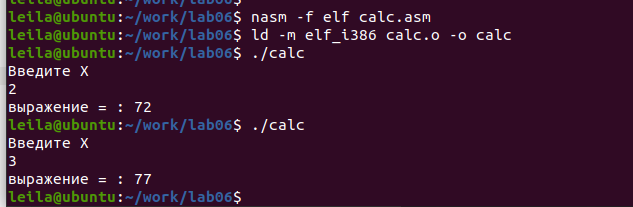 leila@ubuntu:~/work/lab06$ nasm -f elf calc.asm
leila@ubuntu:~/work/lab06$ ld -m elf_i386 calc.o -o calc
leila@ubuntu:~/work/lab06$ ./calc
Введите X
2
выражение = : 72
leila@ubuntu:~/work/lab06$ ./calc
Введите X
3
выражение = : 77
leila@ubuntu:~/work/lab06$